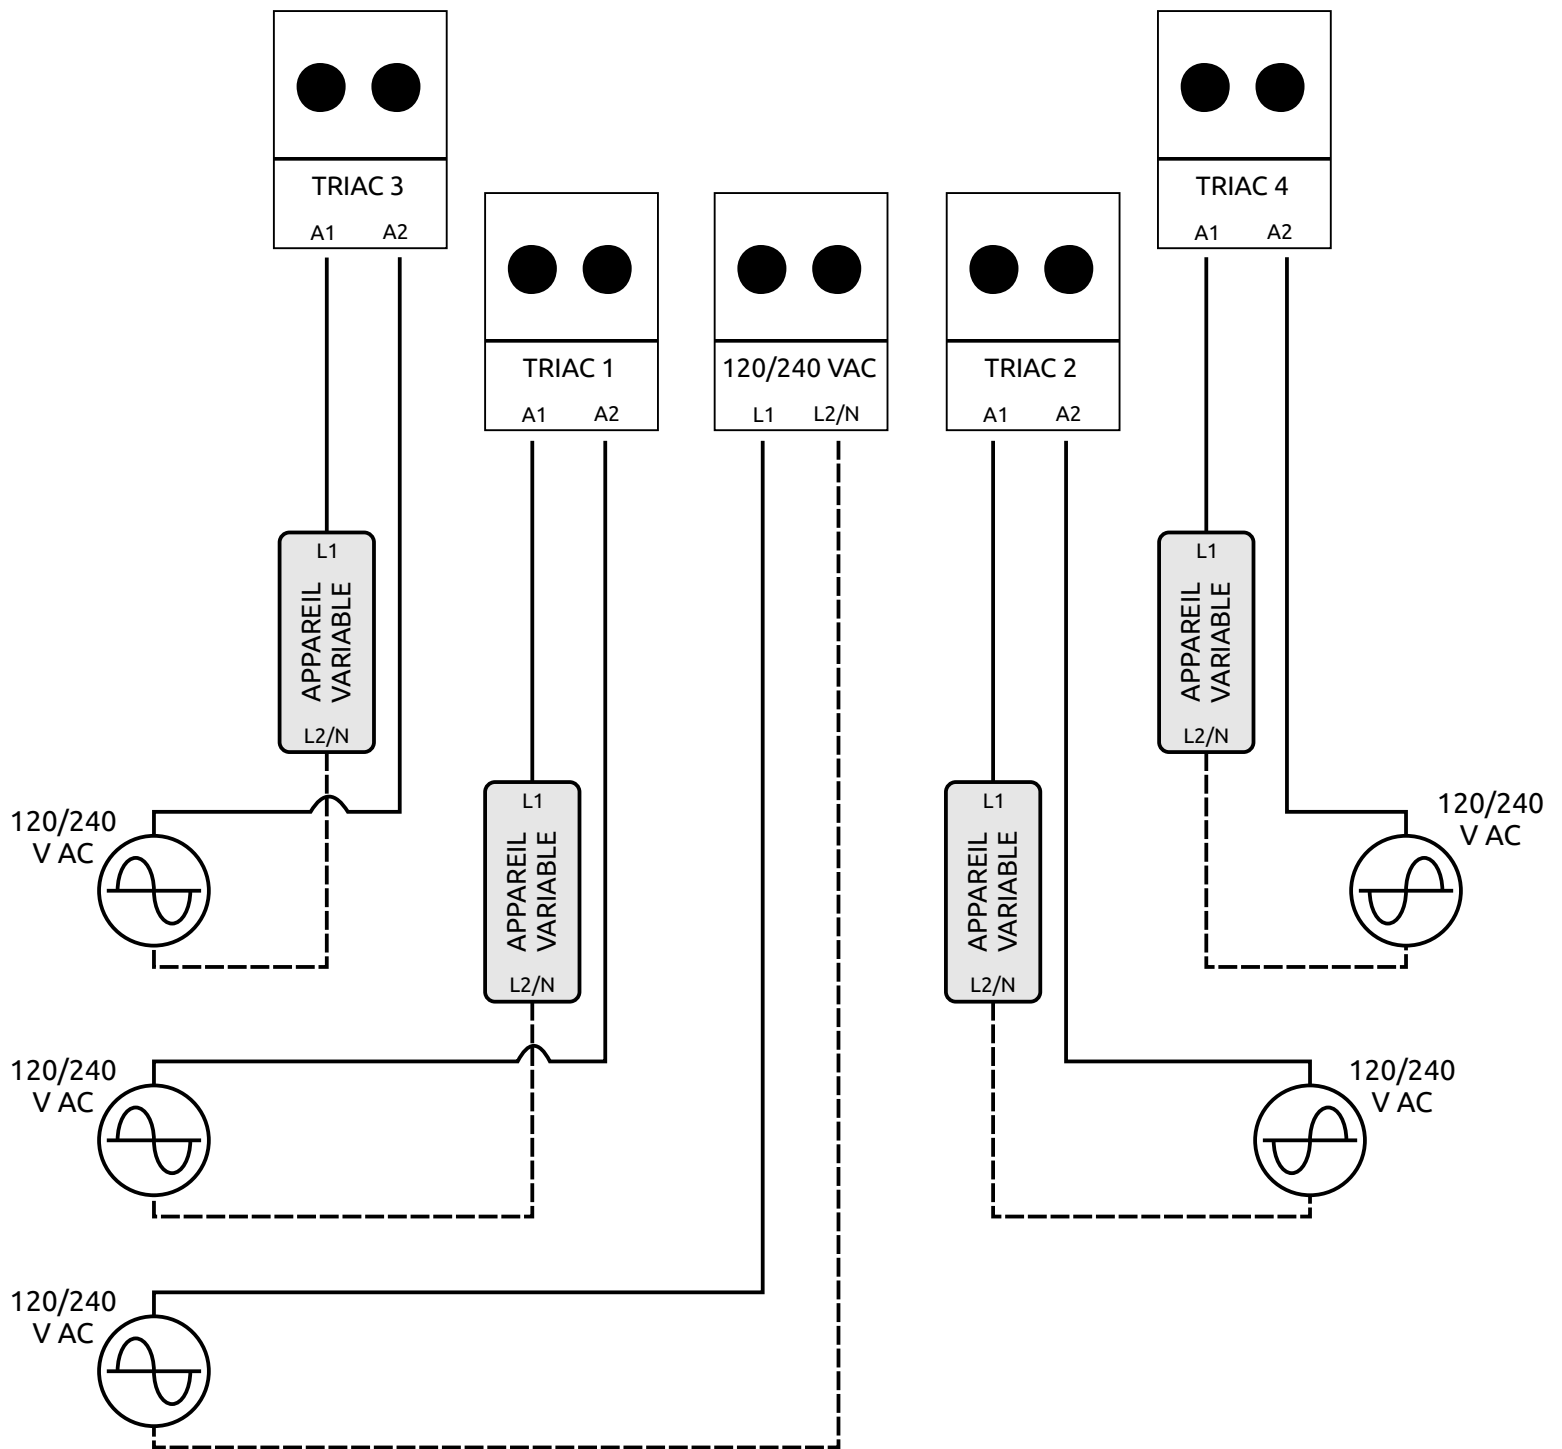 TRIAC 3
A1 A2
TRIAC 4
A1 A2
TRIAC 1
A1 A2
120/240 VAC
L1 L2/N
TRIAC 2
A1 A2
L1
APPAREIL
VARIABLE
L2/N
L1
APPAREIL
VARIABLE
L2/N
120/240
V AC
L1
APPAREIL
VARIABLE
L2/N
L1
APPAREIL
VARIABLE
L2/N
120/240
V AC
120/240
V AC
120/240
V AC
120/240
V AC